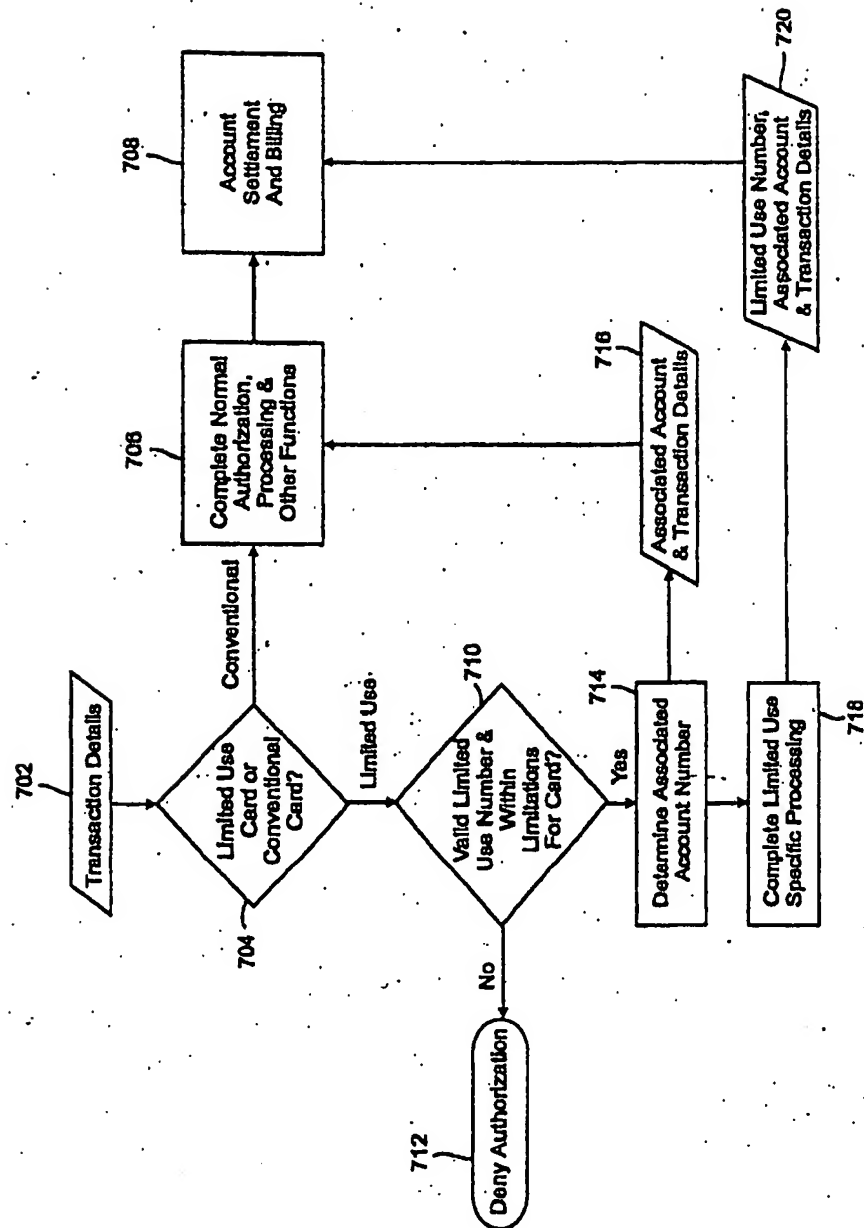 702
Transaction Details
Limited Use
Card or
Conventional
Card?
704
Conventional
706
Complete Normal
Authorization,
Processing &
Other Functions
708
Account
Settlement
And Billing
Limited Use
710
Valid Limited
Use Number &
Within
Limitations
For Card?
No
712
Deny Authorization
Yes
714
Determine Associated
Account Number
716
Associated Account
& Transaction Details
Complete Limited Use
Specific Processing
718
720
Limited Use Number,
Associated Account
& Transaction Details